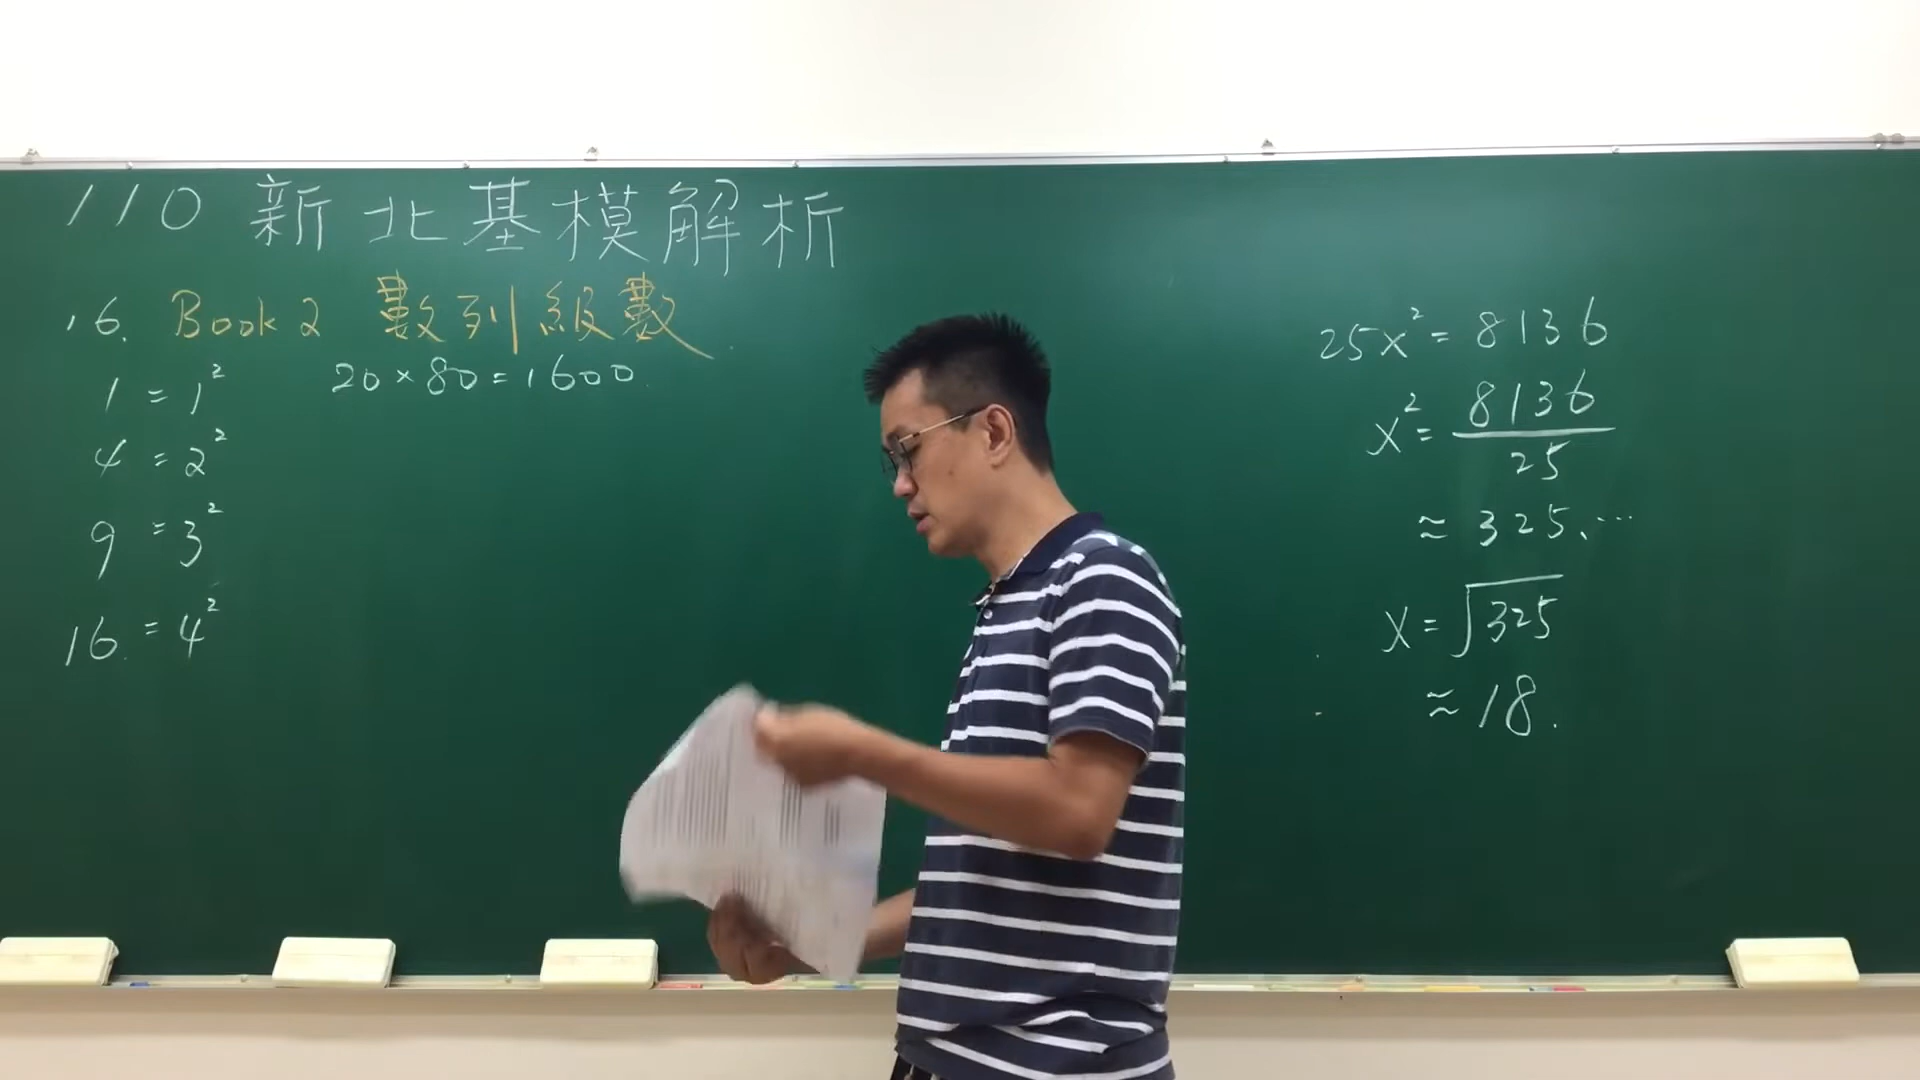 110 新北基模解析
16. Book 2 數列級數
20×80=1600.
1 = 1²
4 = 2²
9 = 3²
16. = 4²
25x² = 8136
x² = 8136/25
≈ 325.…
x = √325
≈ 18.